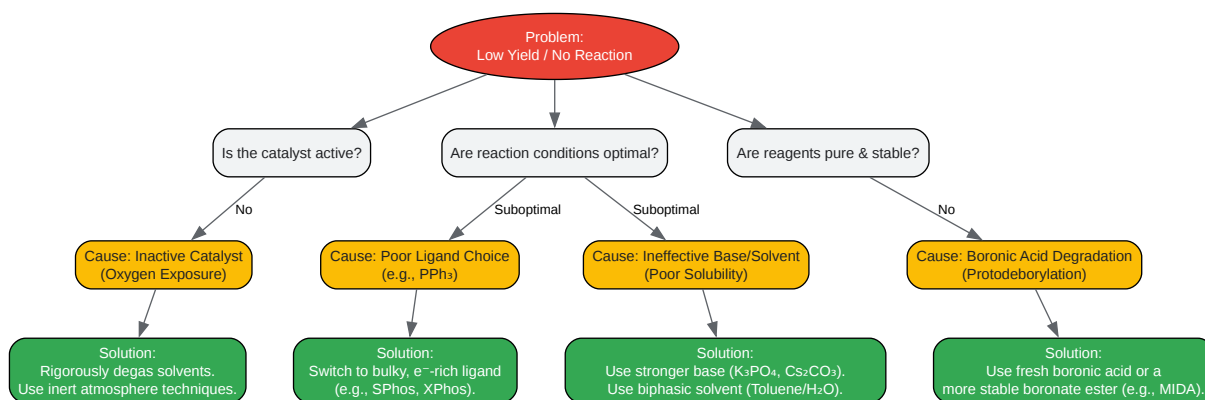 Problem:
Low Yield / No Reaction
Is the catalyst active?
Are reaction conditions optimal?
Are reagents pure & stable?
No
Suboptimal
Suboptimal
No
Cause: Inactive Catalyst
(Oxygen Exposure)
Cause: Poor Ligand Choice
(e.g., PPh₃)
Cause: Ineffective Base/Solvent
(Poor Solubility)
Cause: Boronic Acid Degradation
(Protodeborylation)
Solution:
Rigorously degas solvents.
Use inert atmosphere techniques.
Solution:
Switch to bulky, e⁻-rich ligand
(e.g., SPhos, XPhos).
Solution:
Use stronger base (K₃PO₄, Cs₂CO₃).
Use biphasic solvent (Toluene/H₂O).
Solution:
Use fresh boronic acid or a
more stable boronate ester (e.g., MIDA).